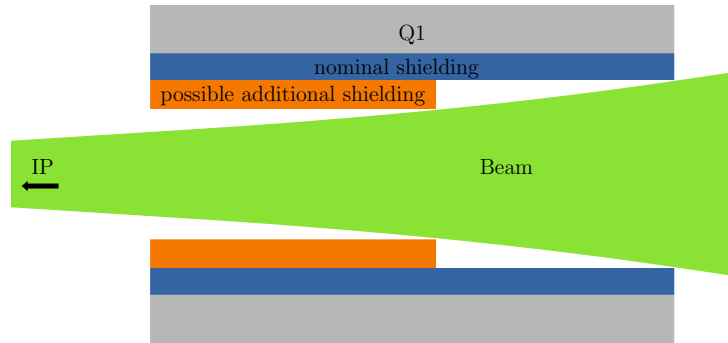 Q1
nominal shielding
possible additional shielding
IP
Beam